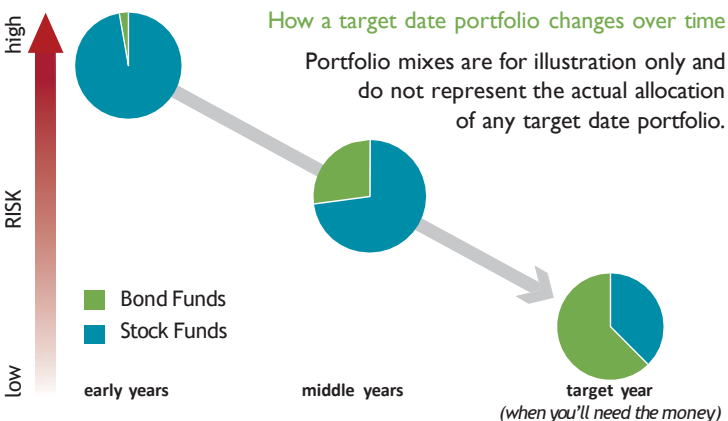 How a target date portfolio changes over time
Portfolio mixes are for illustration only and
do not represent the actual allocation
of any target date portfolio.
high
RISK
low
Bond Funds
Stock Funds
early years
middle years
target year
(when you'll need the money)